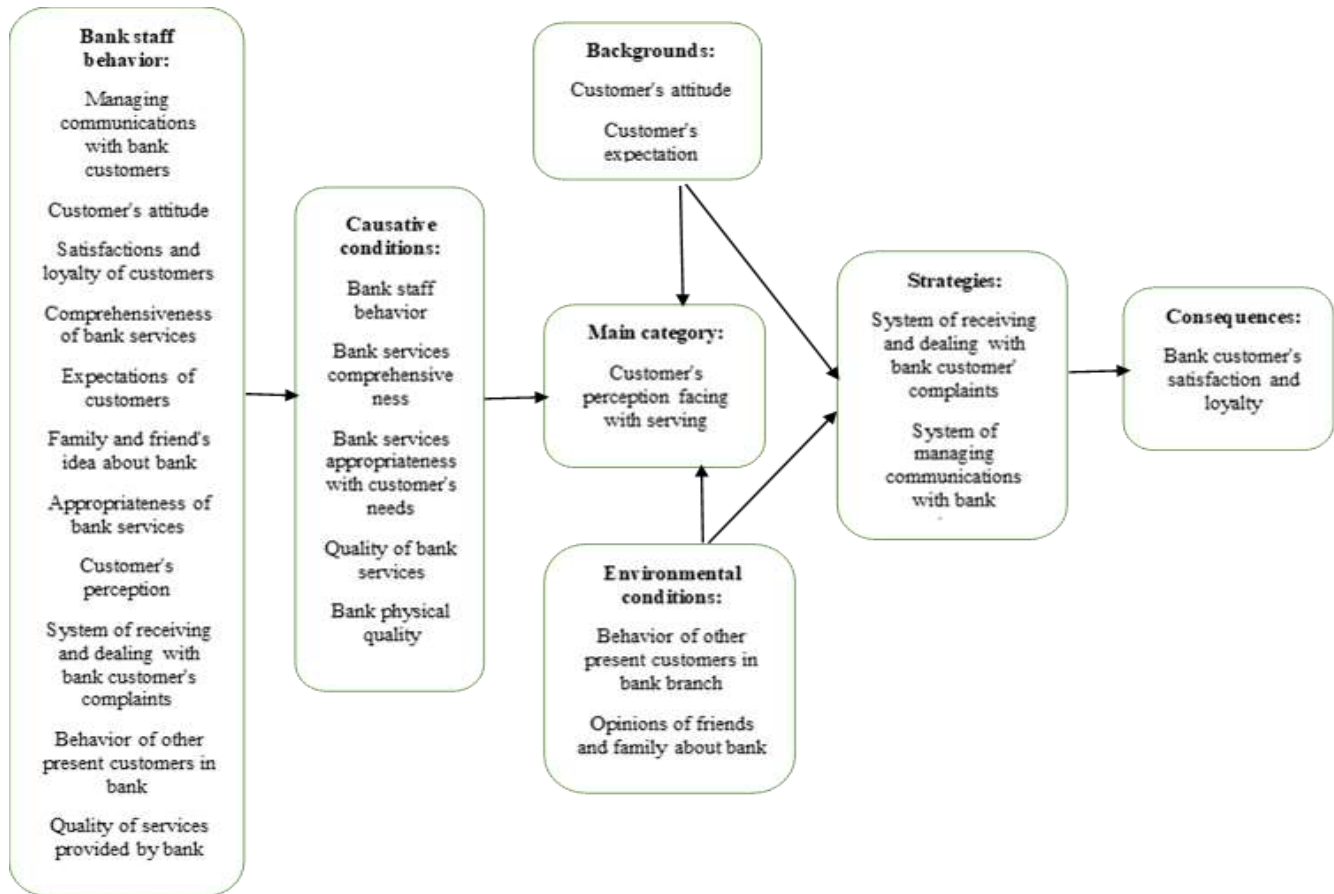 Bank staff
behavior:
Managing
communications
with bank
customers
Customer's attitude
Satisfactions and
loyalty of customers
Comprehensiveness
of bank services
Expectations of
customers
Family and friend's
idea about bank
Appropriateness of
bank services
Customer's
perception
System of receiving
and dealing with
bank customer's
complaints
Behavior of other
present customers in
bank
Quality of services
provided by bank
Causative
conditions:
Bank staff
behavior
Bank services
comprehensive
ness
Bank services
appropriateness
with customer's
needs
Quality of bank
services
Bank physical
quality
Backgrounds:
Customer's attitude
Customer's
expectation
Main category:
Customer's
perception facing
with serving
Environmental
conditions:
Behavior of other
present customers in
bank branch
Opinions of friends
and family about bank
Strategies:
System of receiving
and dealing with
bank customer'
complaints
System of
managing
communications
with bank
Consequences:
Bank customer's
satisfaction and
loyalty